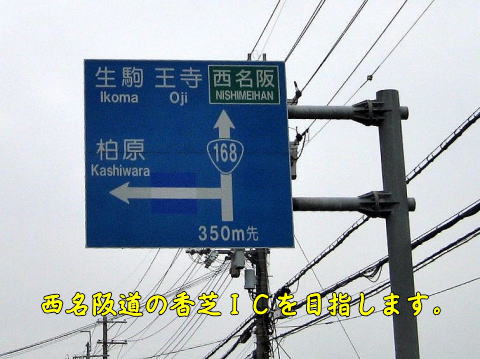 生駒 王寺 西名阪
Ikoma Oji NISHIMEIHAN
168
柏原
Kashiwara
350m先
西名阪道の香芝ＩＣを目指します。